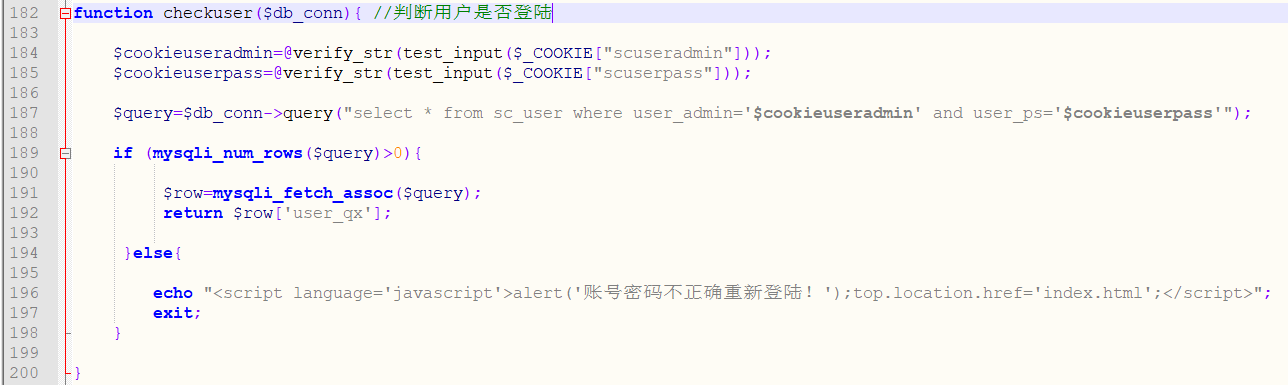 182 function checkuser($db_conn){ //判断用户是否登陆
183
184 $cookieuseradmin=@verify_str(test_input($_COOKIE["scuseradmin"]));
185 $cookieuserpass=@verify_str(test_input($_COOKIE["scuserpass"]));
186
187 $query=$db_conn->query("select * from sc_user where user_admin='$cookieuseradmin' and user_ps='$cookieuserpass'");
188
189 if (mysqli_num_rows($query)>0){
190
191 $row=mysqli_fetch_assoc($query);
192 return $row['user_qx'];
193
194 }else{
195
196 echo "<script language='javascript'>alert('账号密码不正确重新登陆！');top.location.href='index.html';</script>";
197 exit;
198 }
199
200 }